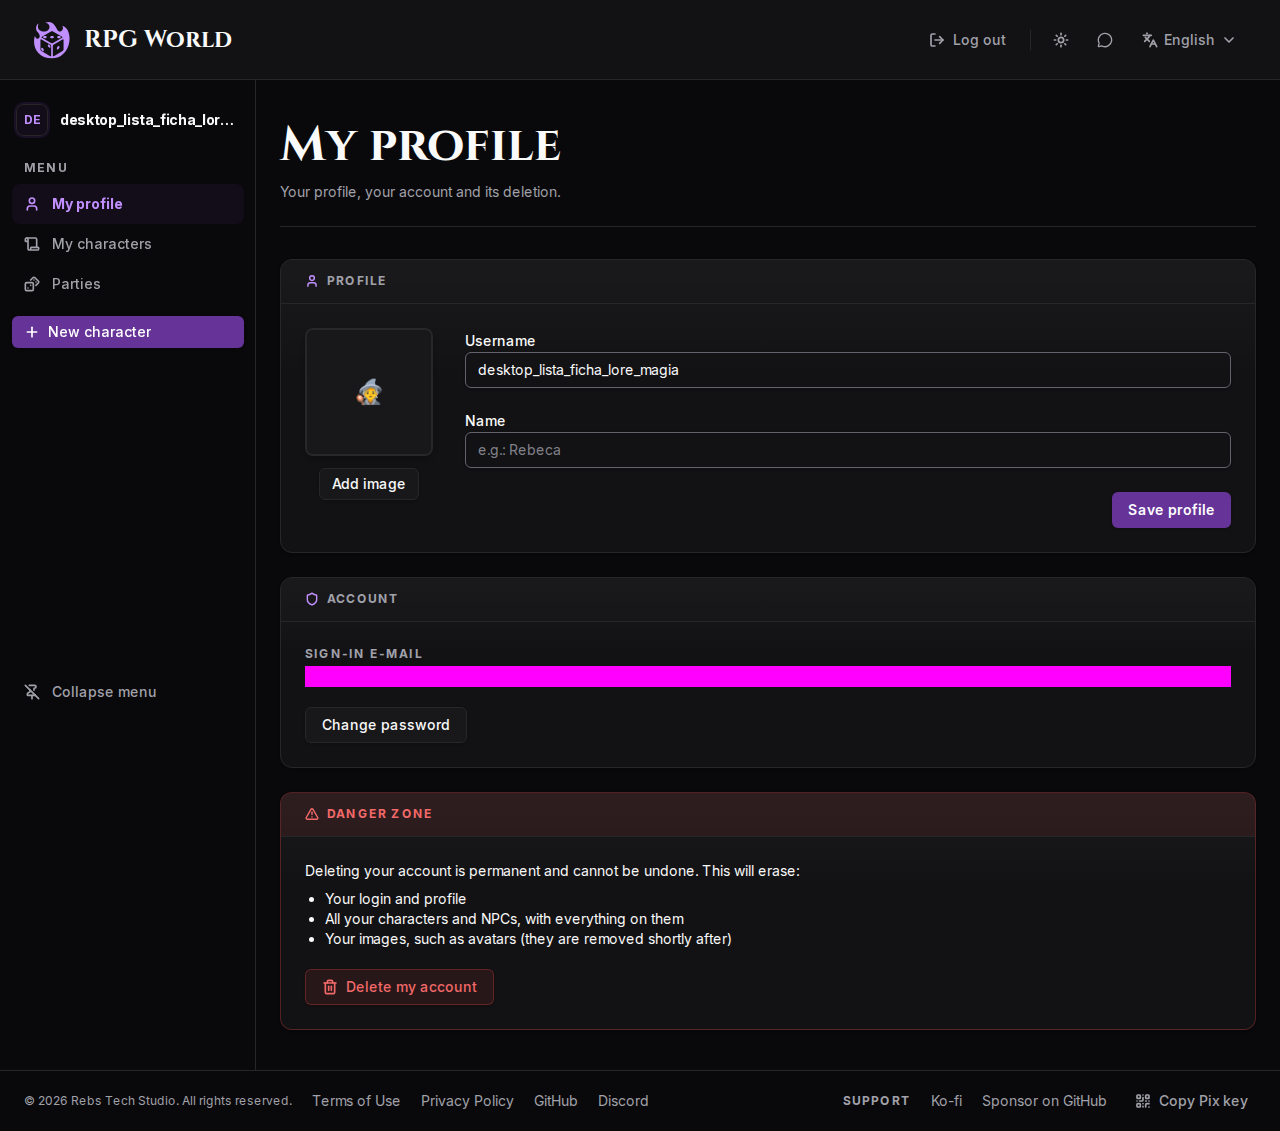 RPG World
Log out
English
DE
desktop_lista_ficha_lor…
MENU
My profile
My characters
Parties
New character
Collapse menu
My profile
Your profile, your account and its deletion.
PROFILE
Add image
Username
desktop_lista_ficha_lore_magia
Name
e.g.: Rebeca
Save profile
ACCOUNT
SIGN-IN E-MAIL
Change password
DANGER ZONE
Deleting your account is permanent and cannot be undone. This will erase:
• Your login and profile
• All your characters and NPCs, with everything on them
• Your images, such as avatars (they are removed shortly after)
Delete my account
© 2026 Rebs Tech Studio. All rights reserved. Terms of Use Privacy Policy GitHub Discord SUPPORT Ko-fi Sponsor on GitHub Copy Pix key